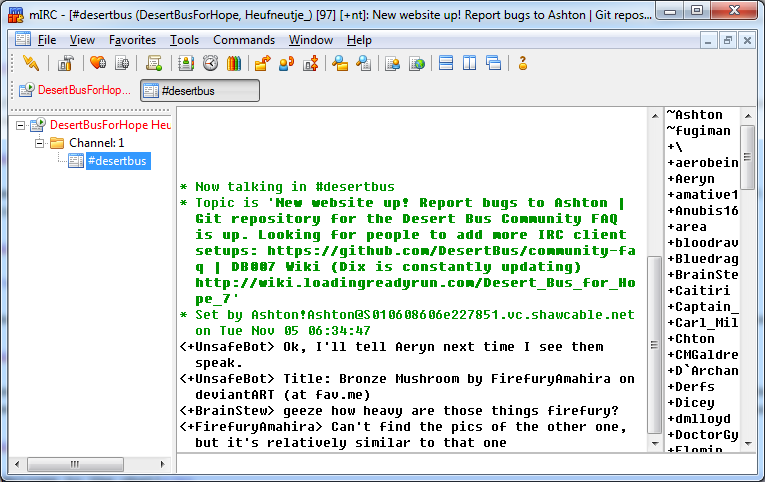 mIRC - [#desertbus (DesertBusForHope, Heufneutje_) [97] [+nt]: New website up! Report bugs to Ashton | Git repos...
File View Favorites Tools Commands Window Help
DesertBusForHop... #desertbus
DesertBusForHope Heu
Channel: 1
#desertbus
* Now talking in #desertbus
* Topic is 'New website up! Report bugs to Ashton |
Git repository for the Desert Bus Community FAQ
is up. Looking for people to add more IRC client
setups: https://github.com/DesertBus/community-fa
q | DB007 Wiki (Dix is constantly updating)
http://wiki.loadingreadyrun.com/Desert_Bus_for_Ho
pe_7'
* Set by Ashton!Ashton@S010608606e227851.vc.shawcable.net
on Tue Nov 05 06:34:47
<+UnsafeBot> Ok, I'll tell Aeryn next time I see them
speak.
<+UnsafeBot> Title: Bronze Mushroom by FirefuryAmahira on
deviantART (at fav.me)
<+BrainStew> geeze how heavy are those things firefury?
<+FirefuryAmahira> Can't find the pics of the other one,
but it's relatively similar to that one
~Ashton
~fugiman
+\
+aerobein
+Aeryn
+amative1
+Anubis16
+area
+bloodrav
+Bluedrag
+BrainSte
+Caitiri
+Captain_
+Carl_Mil
+Chton
+CMGaldre
+D`Archan
+Derfs
+Dicey
+dmlloyd
+DoctorGy
+Flomin